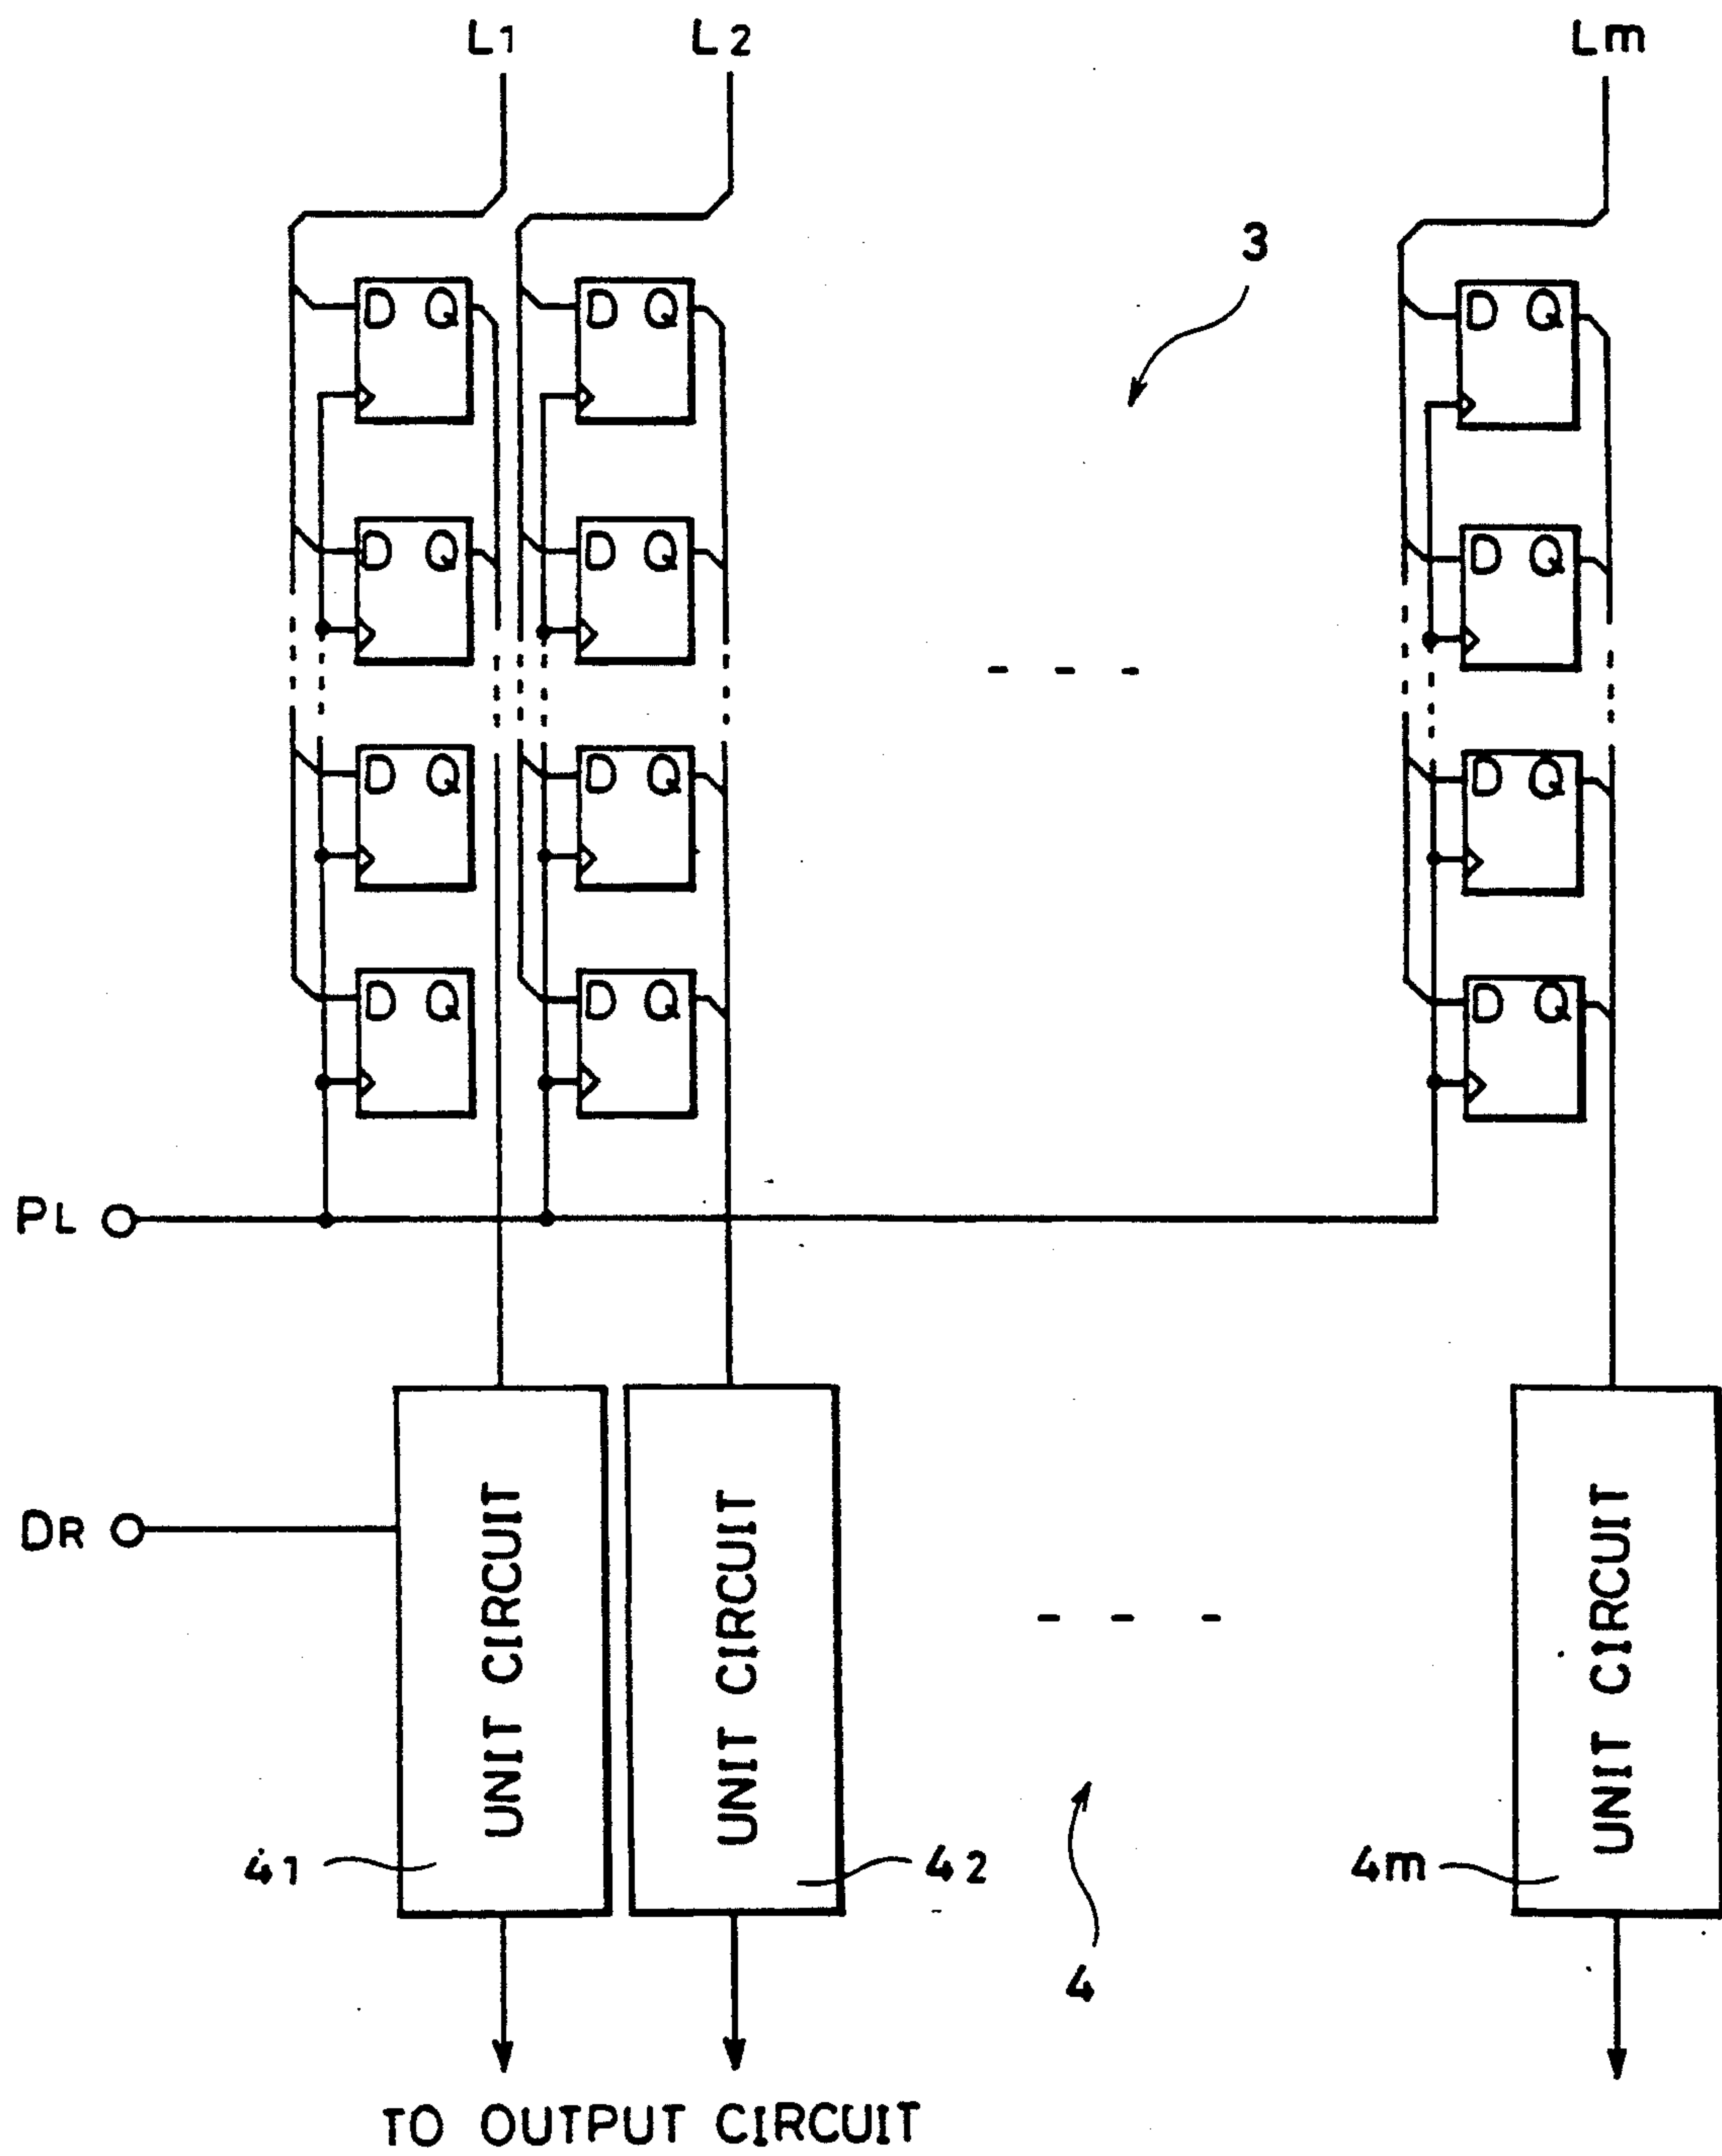 L1 L2 Lm
3
D Q D Q D Q
D Q D Q D Q
D Q D Q D Q
D Q D Q D Q
PL
DR
UNIT CIRCUIT
UNIT CIRCUIT
UNIT CIRCUIT
41 42 4m
4
TO OUTPUT CIRCUIT